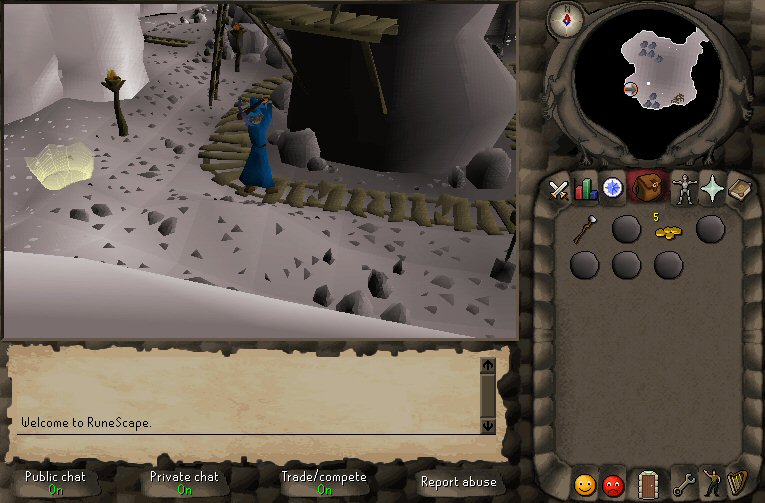 N
5
Welcome to RuneScape.
Public chat
On
Private chat
On
Trade/compete
On
Report abuse